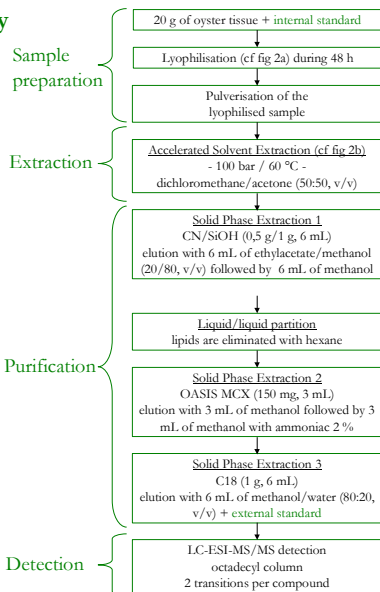 y
20 g of oyster tissue + internal standard
Sample
preparation
Lyophilisation (cf fig 2a) during 48 h
Pulverisation of the
lyophilised sample
Extraction
Accelerated Solvent Extraction (cf fig 2b)
- 100 bar / 60 °C -
dichloromethane/acetone (50:50, v/v)
Purification
Solid Phase Extraction 1
CN/SiOH (0,5 g/1 g, 6 mL)
elution with 6 mL of ethylacetate/methanol
(20/80, v/v) followed by 6 mL of methanol
Liquid/liquid partition
lipids are eliminated with hexane
Solid Phase Extraction 2
OASIS MCX (150 mg, 3 mL)
elution with 3 mL of methanol followed by 3
mL of methanol with ammoniac 2 %
Solid Phase Extraction 3
C18 (1 g, 6 mL)
elution with 6 mL of methanol/water (80:20,
v/v) + external standard
Detection
LC-ESI-MS/MS detection
octadecyl column
2 transitions per compound